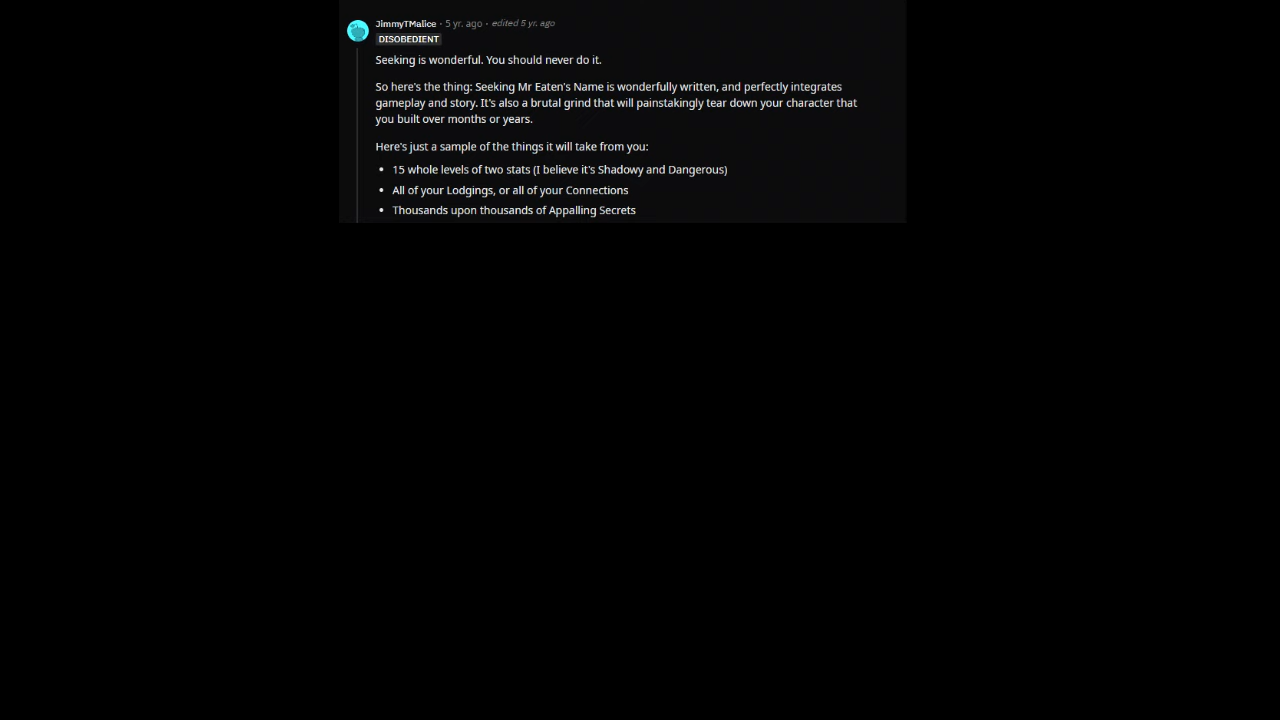 JimmyTMalice · 5 yr. ago · edited 5 yr. ago
DISOBEDIENT
Seeking is wonderful. You should never do it.
So here's the thing: Seeking Mr Eaten's Name is wonderfully written, and perfectly integrates
gameplay and story. It's also a brutal grind that will painstakingly tear down your character that
you built over months or years.
Here's just a sample of the things it will take from you:
• 15 whole levels of two stats (I believe it's Shadowy and Dangerous)
• All of your Lodgings, or all of your Connections
• Thousands upon thousands of Appalling Secrets